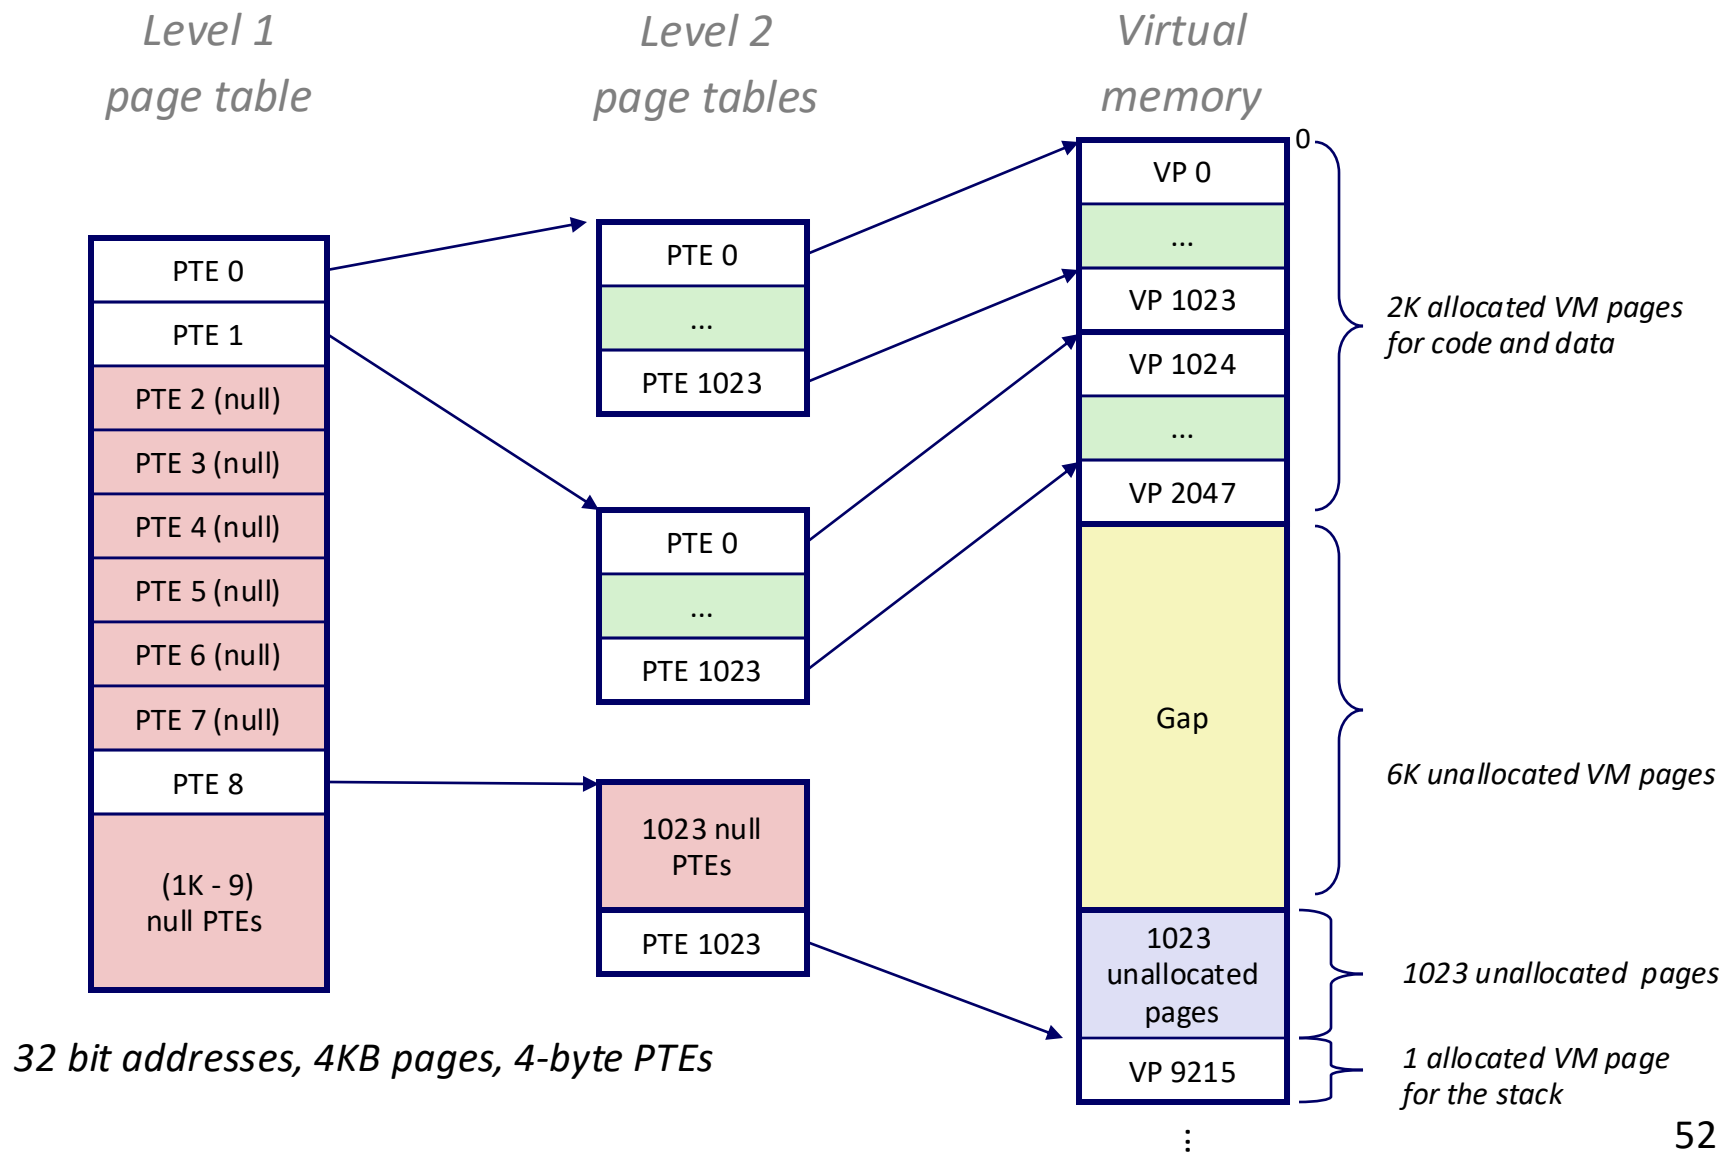 Level 1
page table
Level 2
page tables
Virtual
memory
PTE 0
PTE 1
PTE 2 (null)
PTE 3 (null)
PTE 4 (null)
PTE 5 (null)
PTE 6 (null)
PTE 7 (null)
PTE 8
(1K - 9)
null PTEs
PTE 0
...
PTE 1023
PTE 0
...
PTE 1023
1023 null
PTEs
PTE 1023
0
VP 0
...
VP 1023
VP 1024
...
VP 2047
Gap
1023
unallocated
pages
VP 9215
...
2K allocated VM pages
for code and data
6K unallocated VM pages
1023 unallocated pages
1 allocated VM page
for the stack
32 bit addresses, 4KB pages, 4-byte PTEs
52